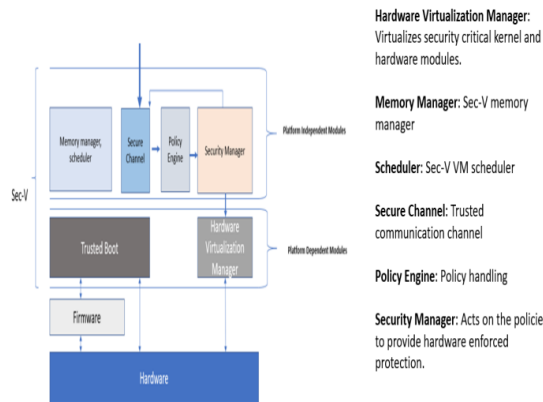 Sec-V
Memory manager,
scheduler
Secure
Channel
Policy
Engine
Security Manager
Platform Independent Modules
Trusted Boot
Hardware
Virtualization
Manager
Platform Dependent Modules
Firmware
Hardware
Hardware Virtualization Manager:
Virtualizes security critical kernel and
hardware modules.
Memory Manager: Sec-V memory
manager
Scheduler: Sec-V VM scheduler
Secure Channel: Trusted
communication channel
Policy Engine: Policy handling
Security Manager: Acts on the policie
to provide hardware enforced
protection.